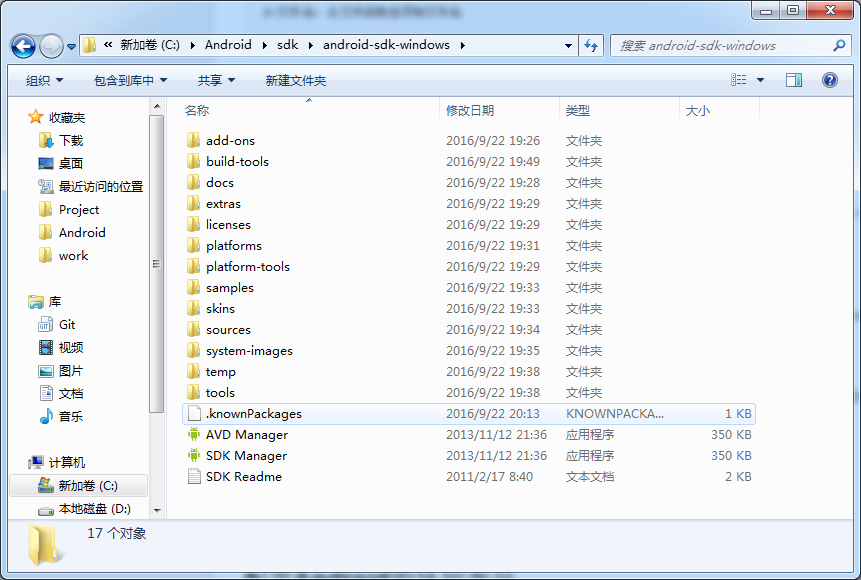 « 新加卷 (C:) ▸ Android ▸ sdk ▸ android-sdk-windows ▸
搜索 android-sdk-windows
组织 包含到库中 共享 新建文件夹
收藏夹
下载
桌面
最近访问的位置
Project
Android
work
库
Git
视频
图片
文档
音乐
计算机
新加卷 (C:)
本地磁盘 (D:)
名称 修改日期 类型 大小
add-ons 2016/9/22 19:26 文件夹
build-tools 2016/9/22 19:49 文件夹
docs 2016/9/22 19:28 文件夹
extras 2016/9/22 19:29 文件夹
licenses 2016/9/22 19:29 文件夹
platforms 2016/9/22 19:31 文件夹
platform-tools 2016/9/22 19:29 文件夹
samples 2016/9/22 19:33 文件夹
skins 2016/9/22 19:33 文件夹
sources 2016/9/22 19:34 文件夹
system-images 2016/9/22 19:35 文件夹
temp 2016/9/22 19:38 文件夹
tools 2016/9/22 19:38 文件夹
.knownPackages 2016/9/22 20:13 KNOWNPACKA... 1 KB
AVD Manager 2013/11/12 21:36 应用程序 350 KB
SDK Manager 2013/11/12 21:36 应用程序 350 KB
SDK Readme 2011/2/17 8:40 文本文档 2 KB
17 个对象